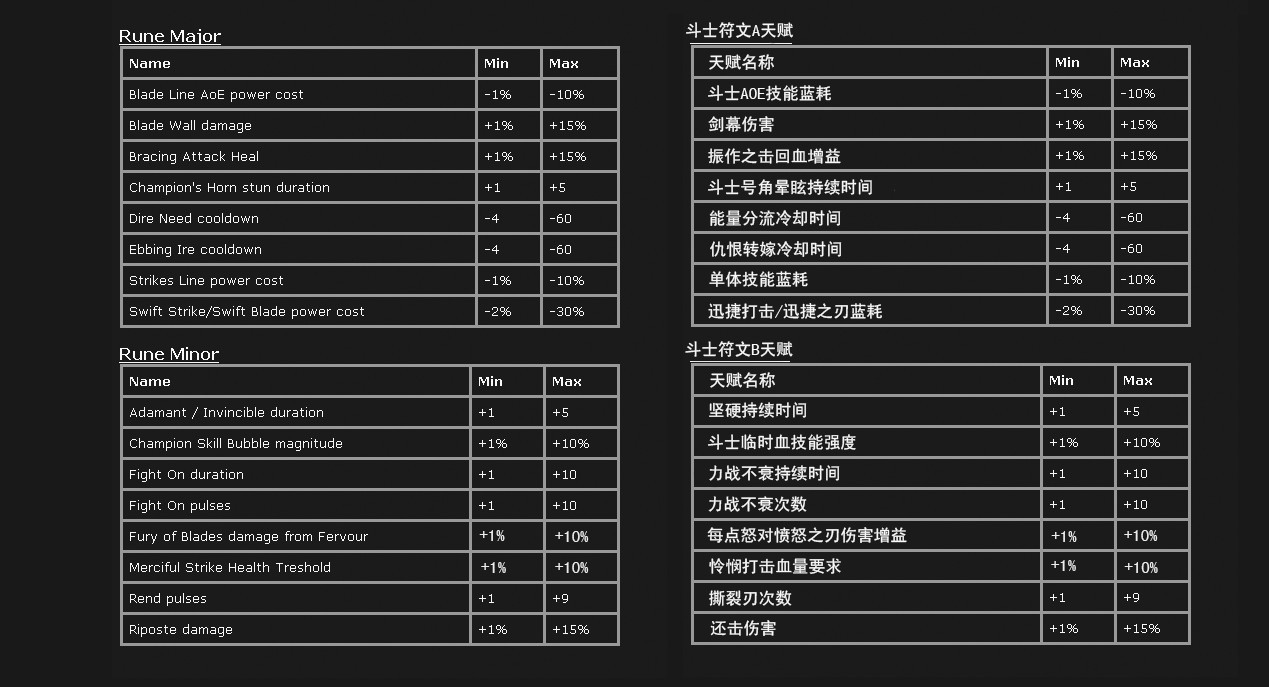 Rune Major
Name Min Max
Blade Line AoE power cost -1% -10%
Blade Wall damage +1% +15%
Bracing Attack Heal +1% +15%
Champion's Horn stun duration +1 +5
Dire Need cooldown -4 -60
Ebbing Ire cooldown -4 -60
Strikes Line power cost -1% -10%
Swift Strike/Swift Blade power cost -2% -30%
Rune Minor
Name Min Max
Adamant / Invincible duration +1 +5
Champion Skill Bubble magnitude +1% +10%
Fight On duration +1 +10
Fight On pulses +1 +10
Fury of Blades damage from Fervour +1% +10%
Merciful Strike Health Treshold +1% +10%
Rend pulses +1 +9
Riposte damage +1% +15%
斗士符文A天赋
天赋名称 Min Max
斗士AOE技能蓝耗 -1% -10%
剑幕伤害 +1% +15%
振作之击回血增益 +1% +15%
斗士号角晕眩持续时间 +1 +5
能量分流冷却时间 -4 -60
仇恨转嫁冷却时间 -4 -60
单体技能蓝耗 -1% -10%
迅捷打击/迅捷之刃蓝耗 -2% -30%
斗士符文B天赋
天赋名称 Min Max
坚硬持续时间 +1 +5
斗士临时血技能强度 +1% +10%
力战不衰持续时间 +1 +10
力战不衰次数 +1 +10
每点怒对愤怒之刃伤害增益 +1% +10%
怜悯打击血量要求 +1% +10%
撕裂刃次数 +1 +9
还击伤害 +1% +15%